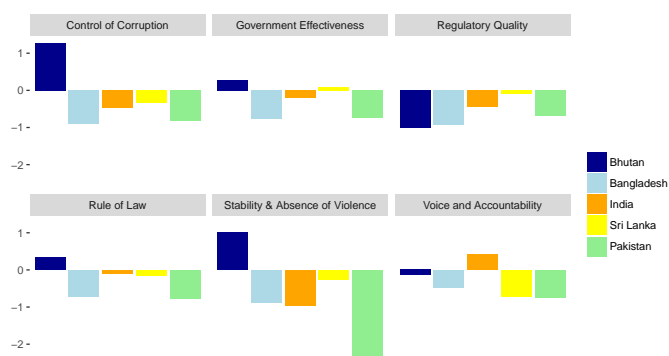 Control of Corruption
Government Effectiveness
Regulatory Quality
1
0
−1
−2
Rule of Law
Stability & Absence of Violence
Voice and Accountability
1
0
−1
−2
Bhutan
Bangladesh
India
Sri Lanka
Pakistan